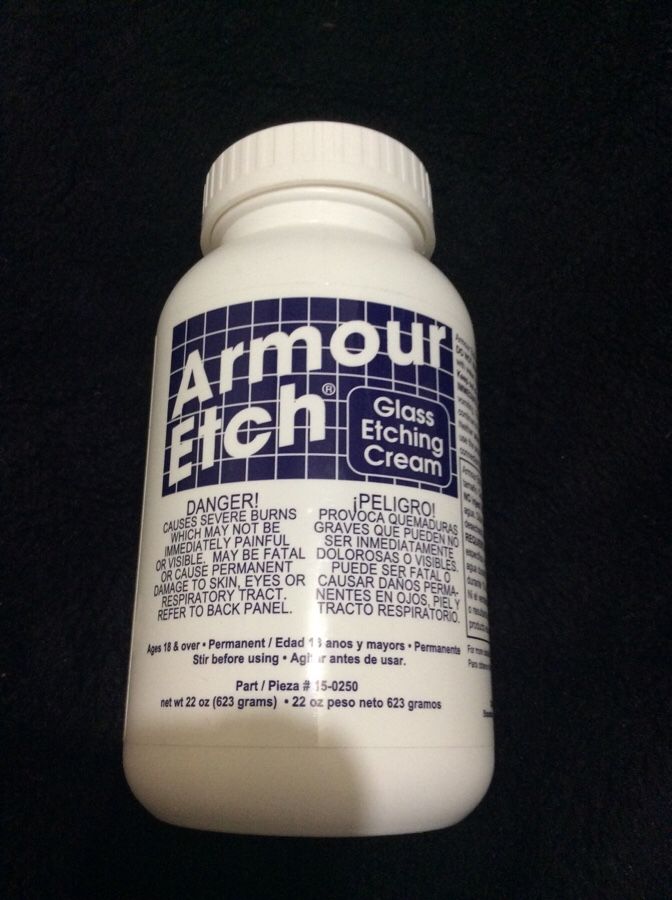 Armour
Etch®
Glass
Etching
Cream
DANGER!
CAUSES SEVERE BURNS
WHICH MAY NOT BE
IMMEDIATELY PAINFUL
OR VISIBLE. MAY BE FATAL
OR CAUSE PERMANENT
DAMAGE TO SKIN, EYES OR
RESPIRATORY TRACT.
REFER TO BACK PANEL.
¡PELIGRO!
PROVOCA QUEMADURAS
GRAVES QUE PUEDEN NO
SER INMEDIATAMENTE
DOLOROSAS O VISIBLES.
PUEDE SER FATAL O
CAUSAR DAÑOS PERMA-
NENTES EN OJOS, PIEL Y
TRACTO RESPIRATORIO.
Ages 18 & over • Permanent / Edad 18 anos y mayors • Permanente
Stir before using • Agitar antes de usar.
Part / Pieza # 15-0250
net wt 22 oz (623 grams) • 22 oz peso neto 623 gramos